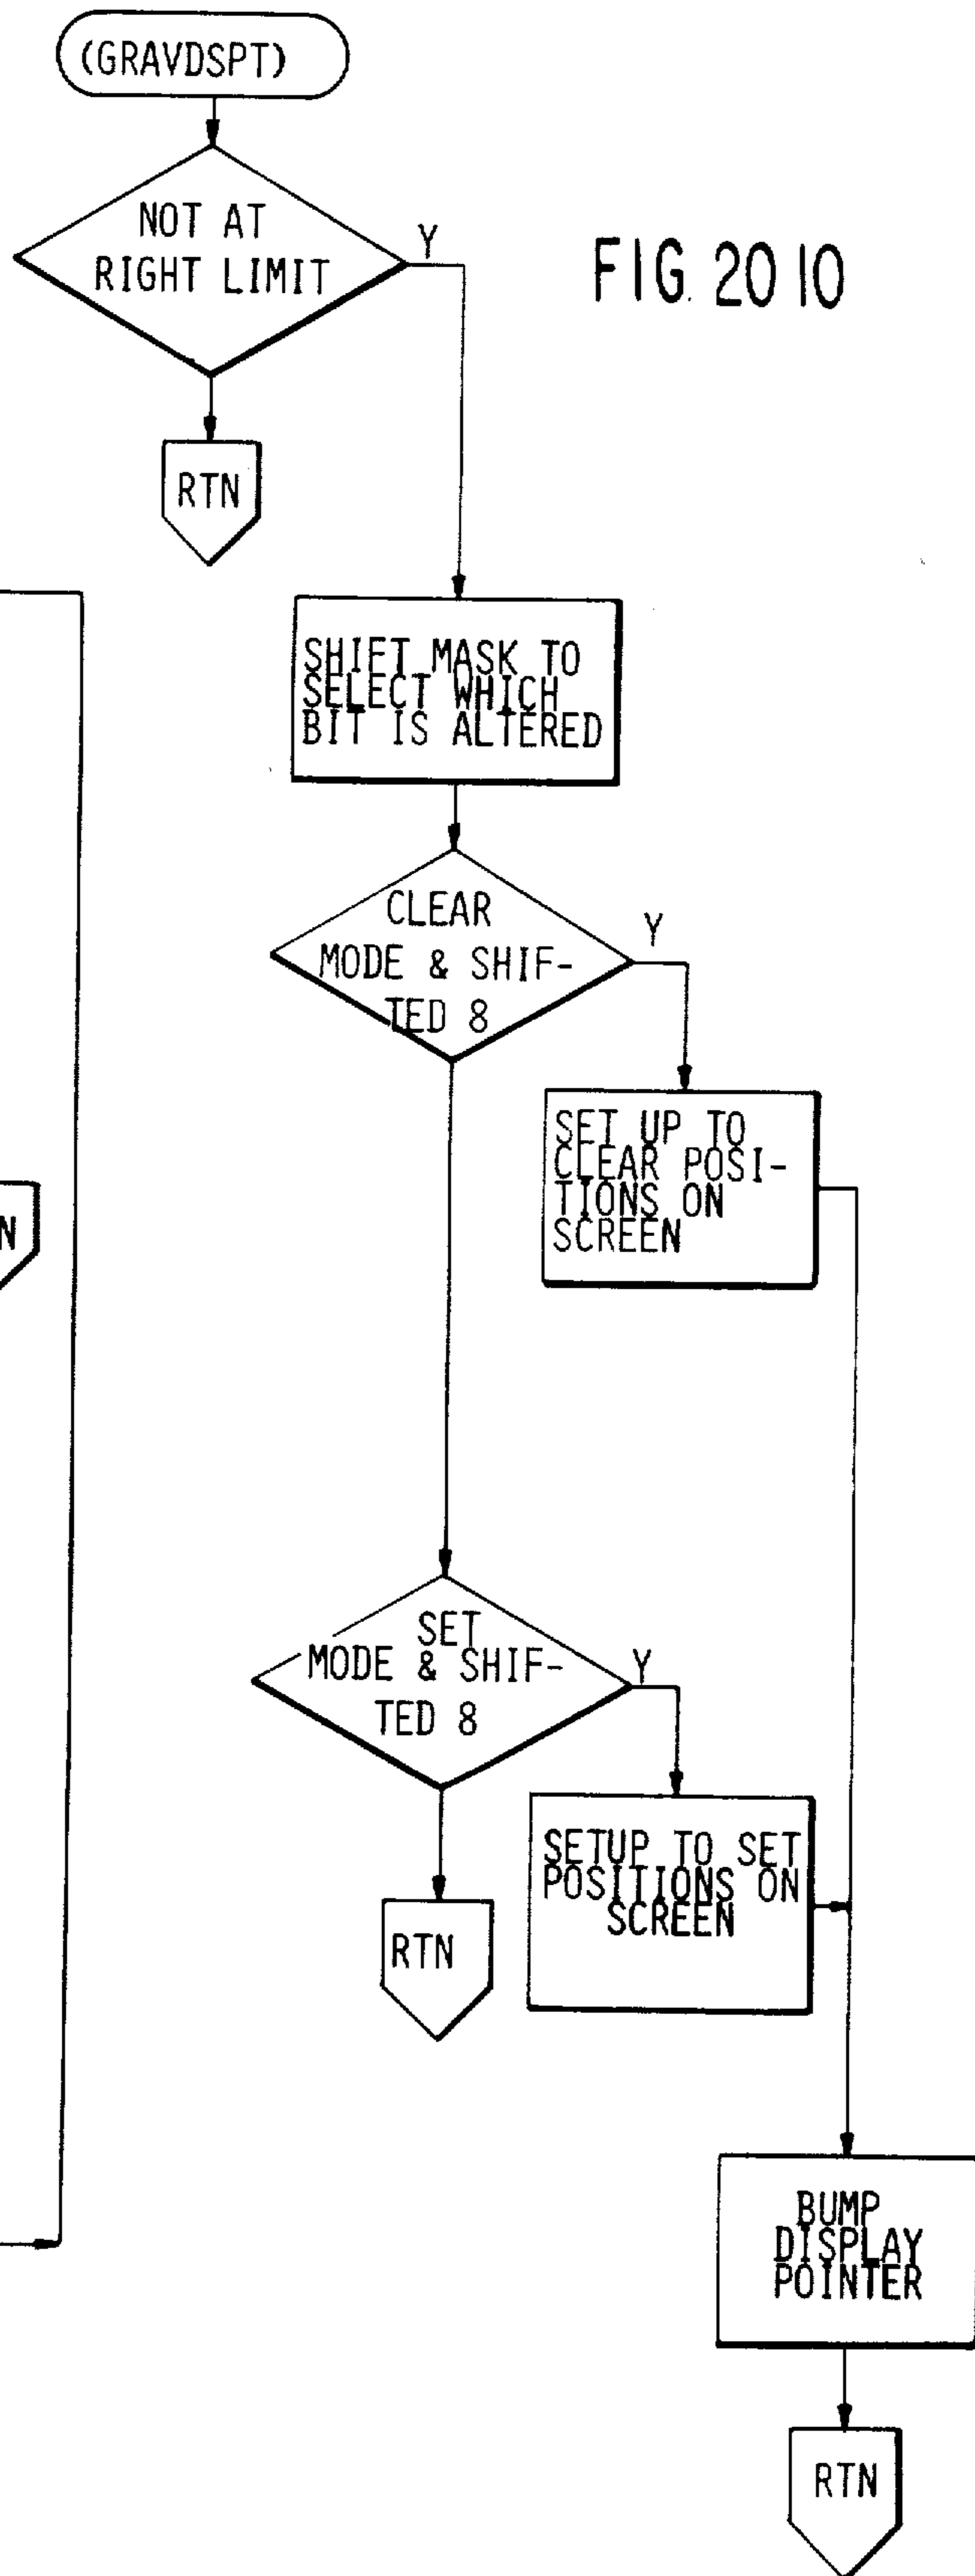 (GRAVDSPT)
NOT AT
RIGHT LIMIT
Y
FIG. 20 10
RTN
SHIFT MASK TO
SELECT WHICH
BIT IS ALTERED
CLEAR
MODE & SHIF-
TED 8
Y
SET UP TO
CLEAR POSI-
TIONS ON
SCREEN
N
SET
MODE & SHIF-
TED 8
Y
SETUP TO SET
POSITIONS ON
SCREEN
RTN
BUMP
DISPLAY
POINTER
RTN